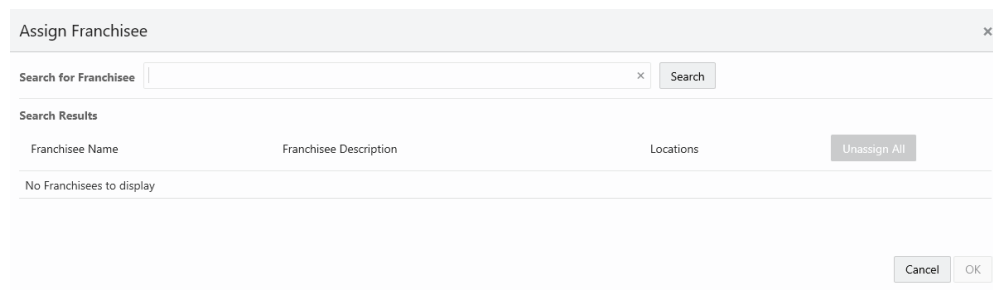 Assign Franchisee
Search for Franchisee Search
Search Results
Franchisee Name Franchisee Description Locations Unassign All
No Franchisees to display
Cancel OK